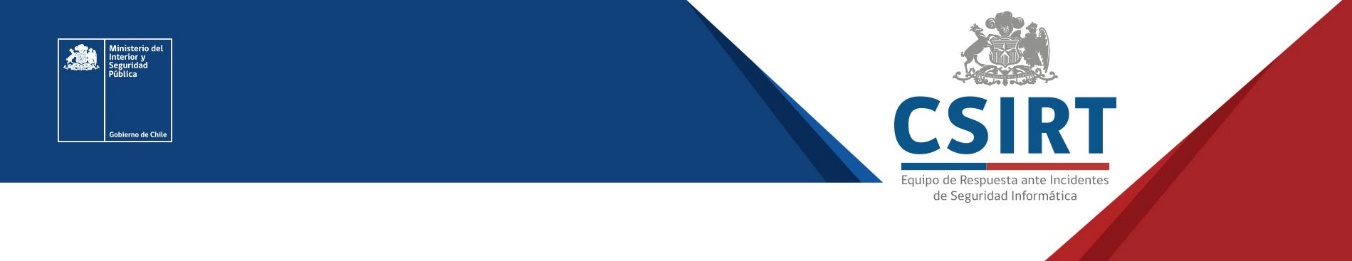 Ministerio del
Interior y
Seguridad
Pública
Gobierno de Chile
CSIRT
Equipo de Respuesta ante Incidentes
de Seguridad Informática